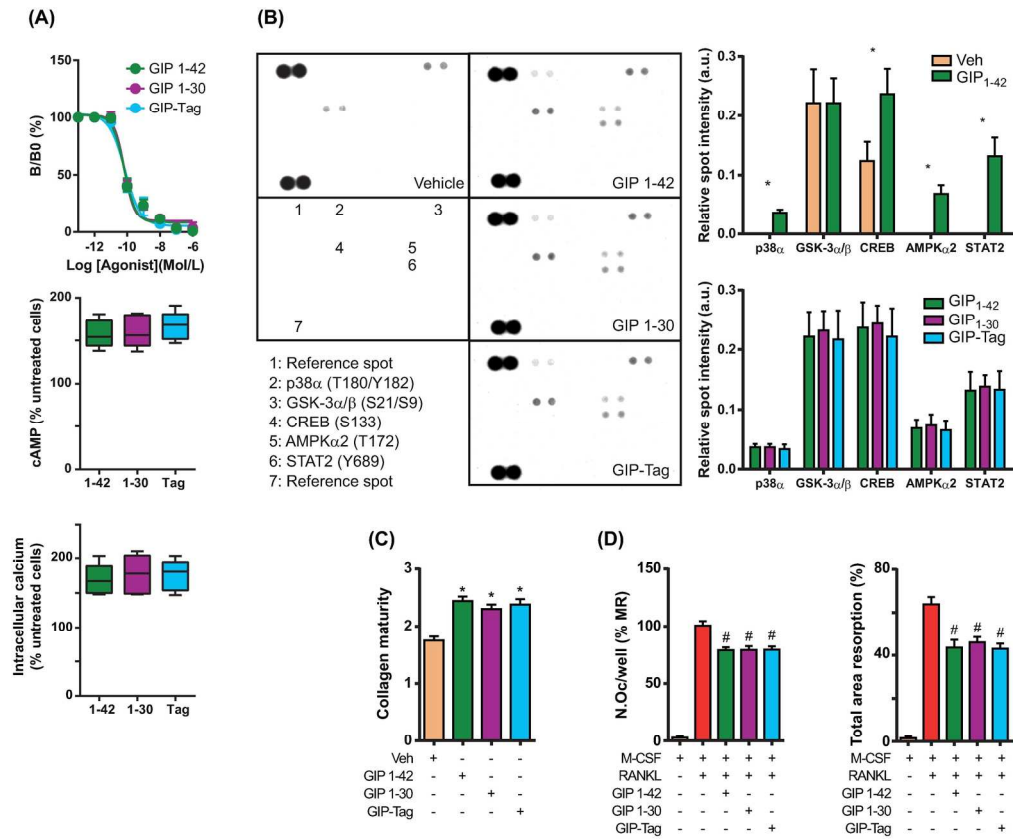 (A)
150
100
50
0
B/B0 (%)
GIP 1-42
GIP 1-30
GIP-Tag
-12 -10 -8 -6
Log [Agonist](Mol/L)
200
150
100
0
cAMP (% untreated cells)
1-42 1-30 Tag
200
150
0
Intracellular calcium
(% untreated cells)
1-42 1-30 Tag
(B)
Vehicle
GIP 1-42
1 2 3
4 5
6
7
GIP 1-30
GIP-Tag
1: Reference spot
2: p38α (T180/Y182)
3: GSK-3α/β (S21/S9)
4: CREB (S133)
5: AMPKα2 (T172)
6: STAT2 (Y689)
7: Reference spot
0.3
0.2
0.1
0.0
Relative spot intensity (a.u.)
Veh
GIP1-42
* * * *
p38α GSK-3α/β CREB AMPKα2 STAT2
0.3
0.2
0.1
0.0
Relative spot intensity (a.u.)
GIP1-42
GIP1-30
GIP-Tag
p38α GSK-3α/β CREB AMPKα2 STAT2
(C)
3
2
1
0
Collagen maturity
* * *
Veh + - - -
GIP 1-42 - + - -
GIP 1-30 - - + -
GIP-Tag - - - +
(D)
150
100
50
0
N.Oc/well (% MR)
# # #
M-CSF + + + + +
RANKL - + + + +
GIP 1-42 - - + - -
GIP 1-30 - - - + -
GIP-Tag - - - - +
80
40
0
Total area resorption (%)
# # #
M-CSF + + + + +
RANKL - + + + +
GIP 1-42 - - + - -
GIP 1-30 - - - + -
GIP-Tag - - - - +